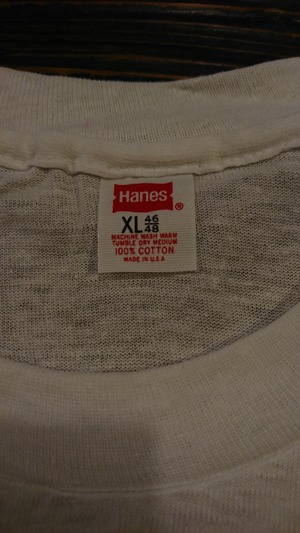 Hanes ®
XL 46/48
MACHINE WASH WARM
TUMBLE DRY MEDIUM
100% COTTON
MADE IN U.S.A